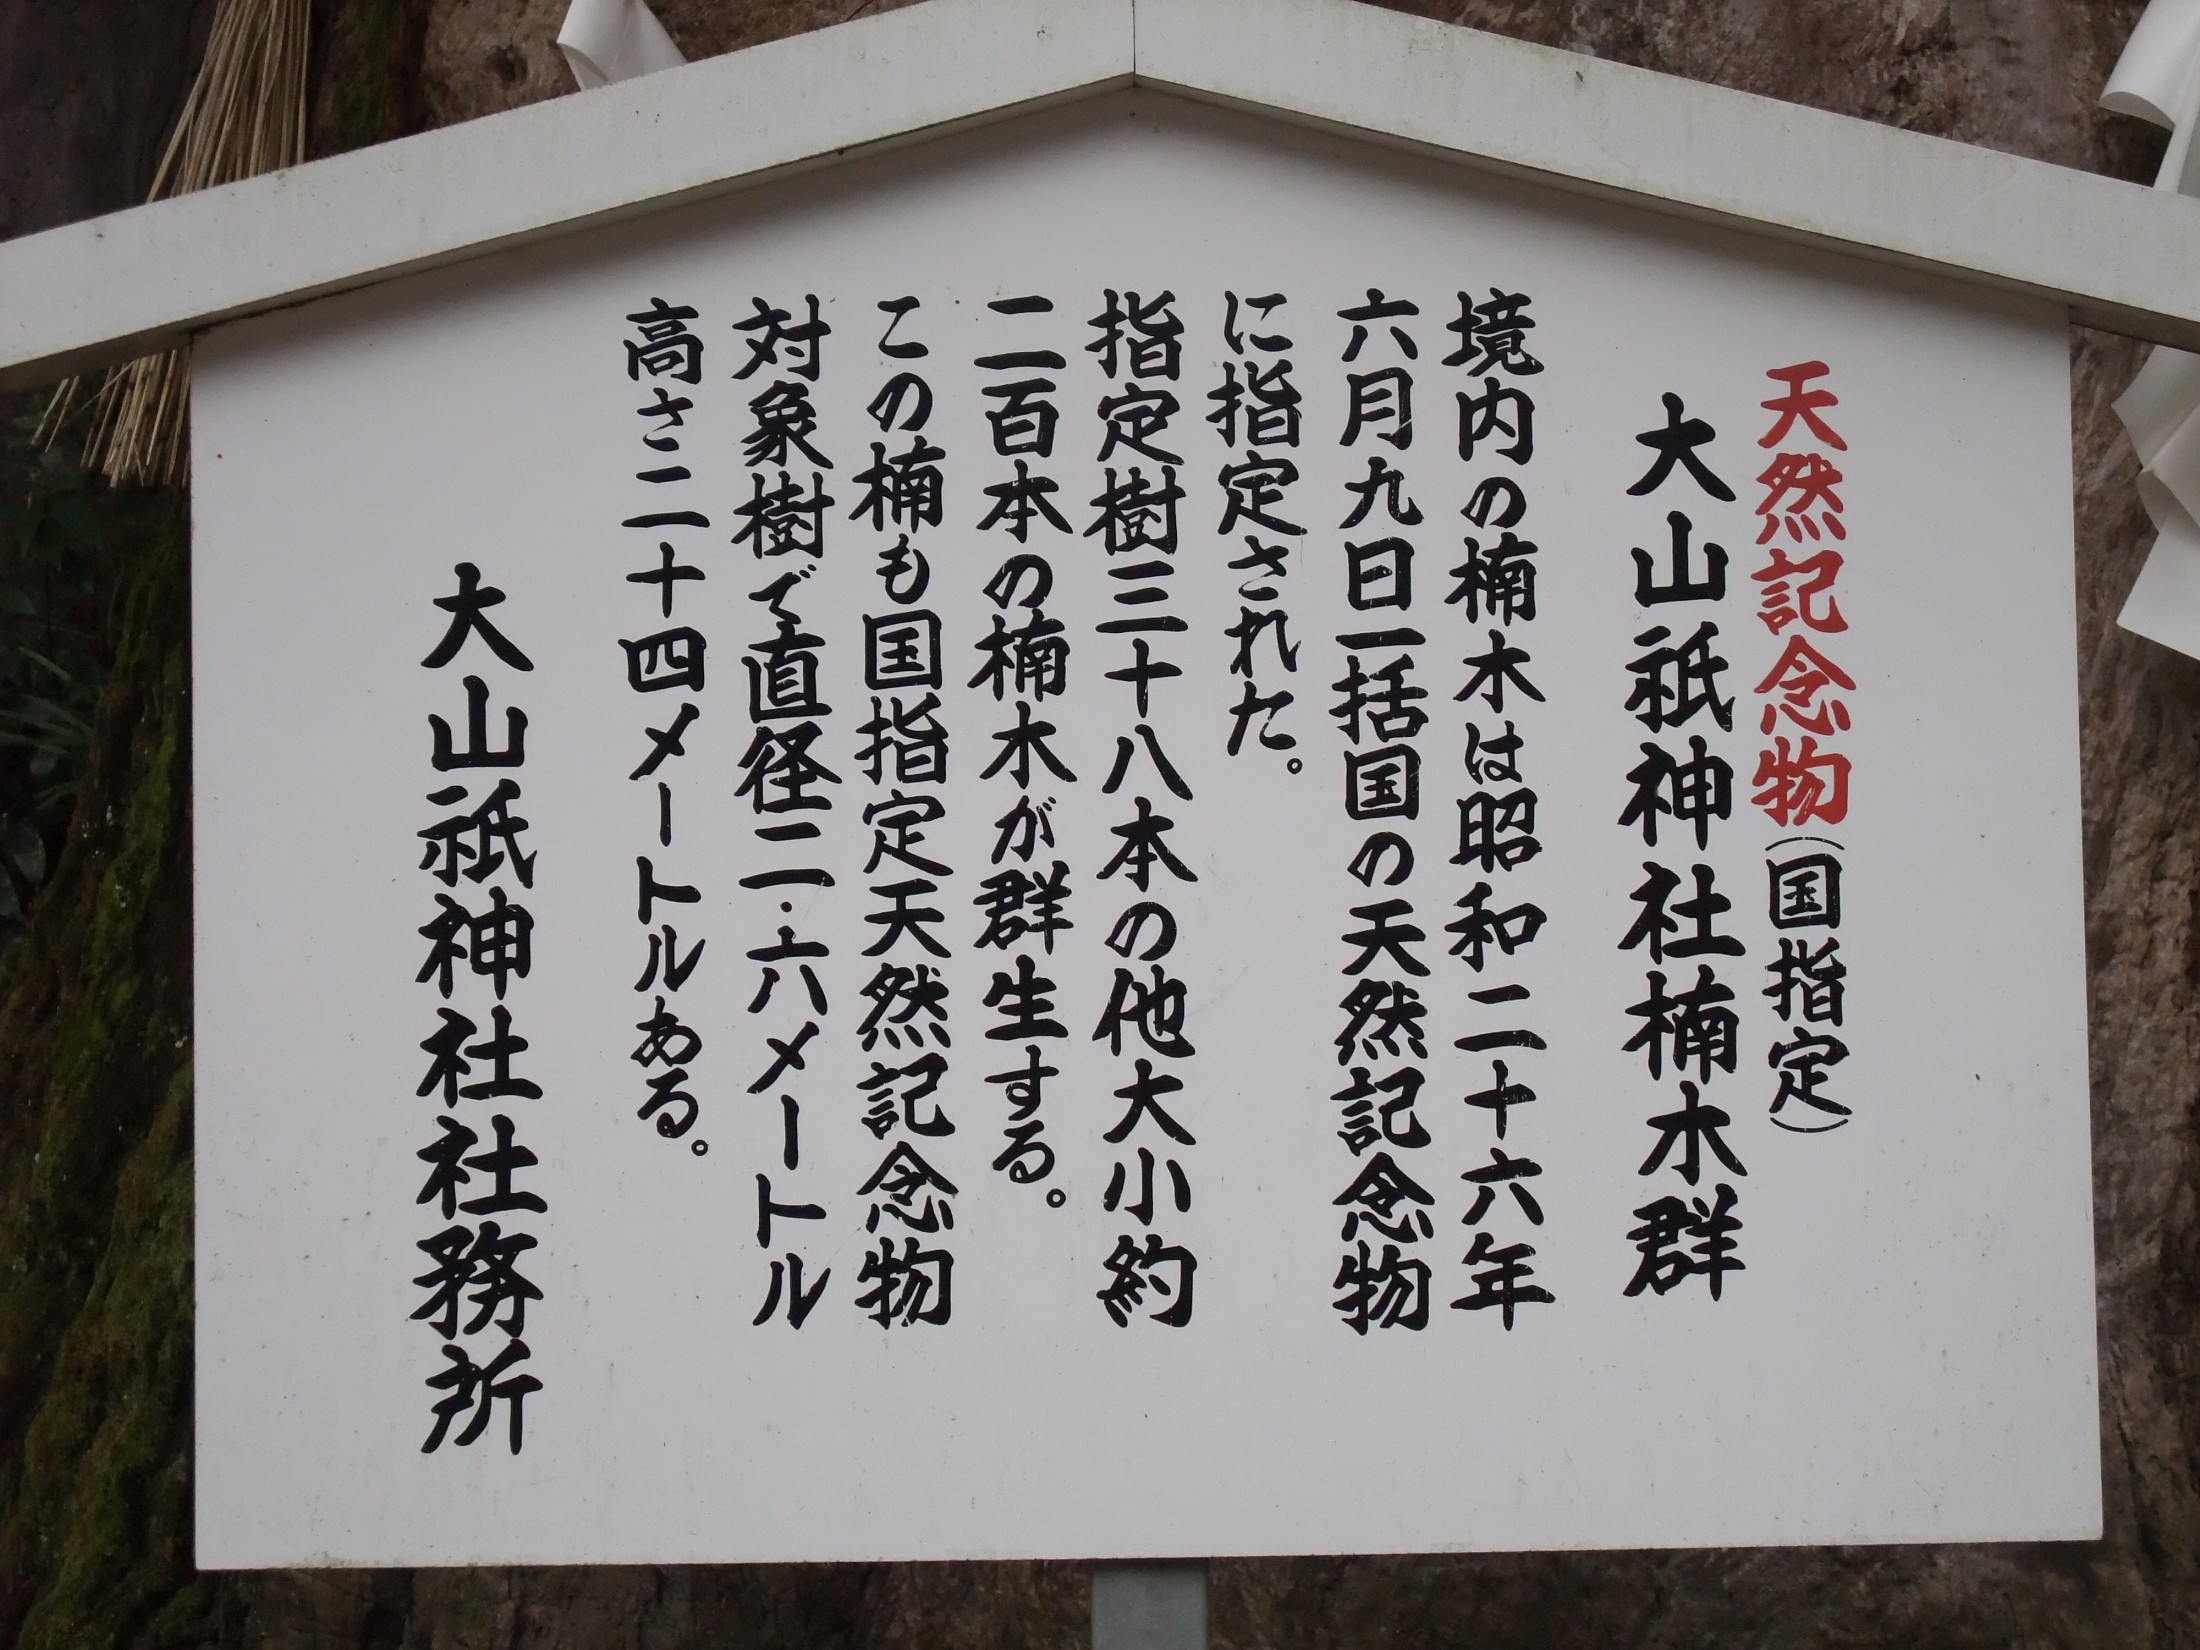 天然記念物(国指定)
大山祇神社楠木群
境内の楠木は昭和二十六年
六月九日一括国の天然記念物
に指定された。
指定樹三十八本の他大小約
二百本の楠木が群生する。
この楠も国指定天然記念物
対象樹で直径二・六メートル
高さ二十四メートルある。
大山祇神社社務所